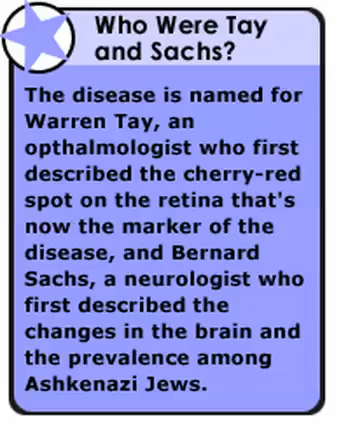 Who Were Tay
and Sachs?
The disease is named for
Warren Tay, an
opthalmologist who first
described the cherry-red
spot on the retina that's
now the marker of the
disease, and Bernard
Sachs, a neurologist who
first described the
changes in the brain and
the prevalence among
Ashkenazi Jews.